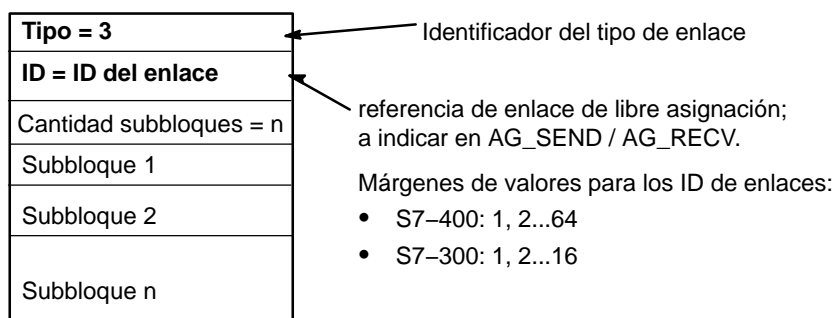 Tipo = 3
Identificador del tipo de enlace
ID = ID del enlace
referencia de enlace de libre asignación;
a indicar en AG_SEND / AG_RECV.
Cantidad subbloques = n
Subbloque 1
Márgenes de valores para los ID de enlaces:
Subbloque 2
• S7–400: 1, 2...64
• S7–300: 1, 2...16
Subbloque n